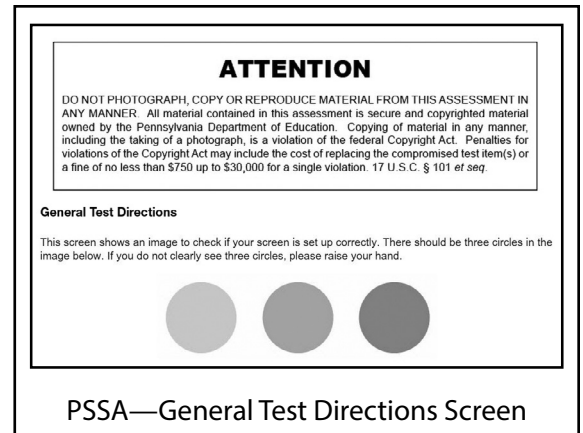 ATTENTION
DO NOT PHOTOGRAPH, COPY OR REPRODUCE MATERIAL FROM THIS ASSESSMENT IN
ANY MANNER. All material contained in this assessment is secure and copyrighted material
owned by the Pennsylvania Department of Education. Copying of material in any manner,
including the taking of a photograph, is a violation of the federal Copyright Act. Penalties for
violations of the Copyright Act may include the cost of replacing the compromised test item(s) or
a fine of no less than $750 up to $30,000 for a single violation. 17 U.S.C. § 101 et seq.
General Test Directions
This screen shows an image to check if your screen is set up correctly. There should be three circles in the
image below. If you do not clearly see three circles, please raise your hand.
PSSA—General Test Directions Screen